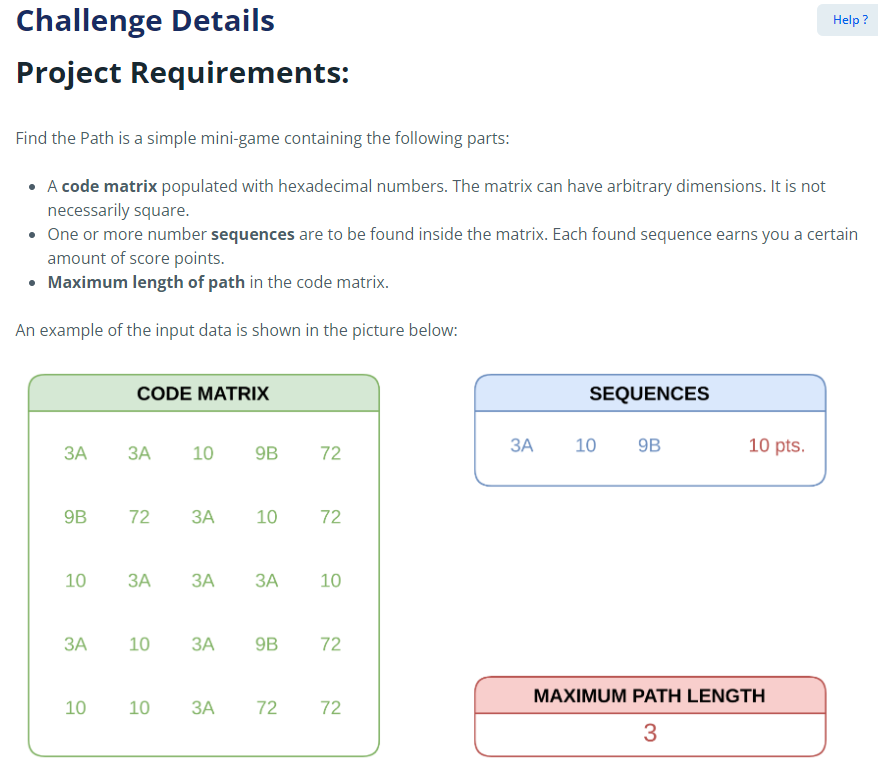 Challenge Details
Help ?
Project Requirements:
Find the Path is a simple mini-game containing the following parts:
• A code matrix populated with hexadecimal numbers. The matrix can have arbitrary dimensions. It is not
necessarily square.
• One or more number sequences are to be found inside the matrix. Each found sequence earns you a certain
amount of score points.
• Maximum length of path in the code matrix.
An example of the input data is shown in the picture below:
CODE MATRIX
3A 3A 10 9B 72
9B 72 3A 10 72
10 3A 3A 3A 10
3A 10 3A 9B 72
10 10 3A 72 72
SEQUENCES
3A 10 9B 10 pts.
MAXIMUM PATH LENGTH
3